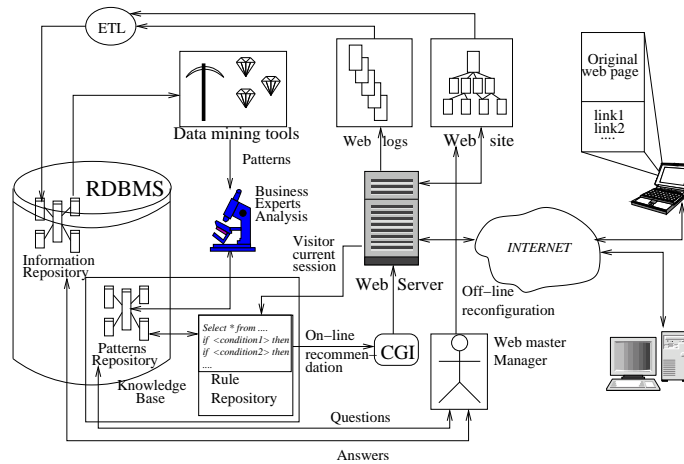 ETL
Original
web page
link1
link2
....
Data mining tools
Web logs
Web site
Patterns
RDBMS
Business
Experts
Analysis
Visitor
current
session
INTERNET
Information
Repository
Web Server
Off-line
reconfiguration
Select * from ....
if <condition1> then
if <condition2> then
....
On-line
recommen-
dation
CGI
Web master
Manager
Patterns
Repository
Knowledge
Base
Rule
Repository
Questions
Answers